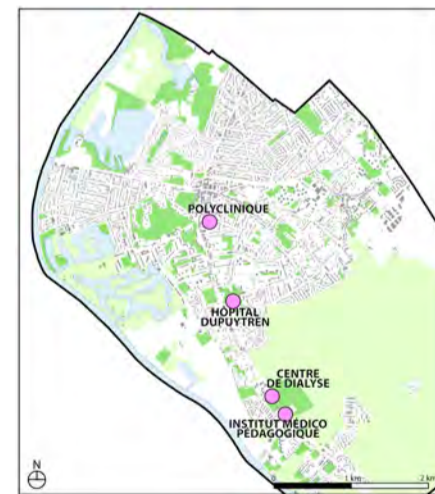 POLYCLINIQUE
HÔPITAL
DUPUYTREN
CENTRE
DE DIALYSE
INSTITUT MÉDICO
PÉDAGOGIQUE
N
0 1 km 2 km